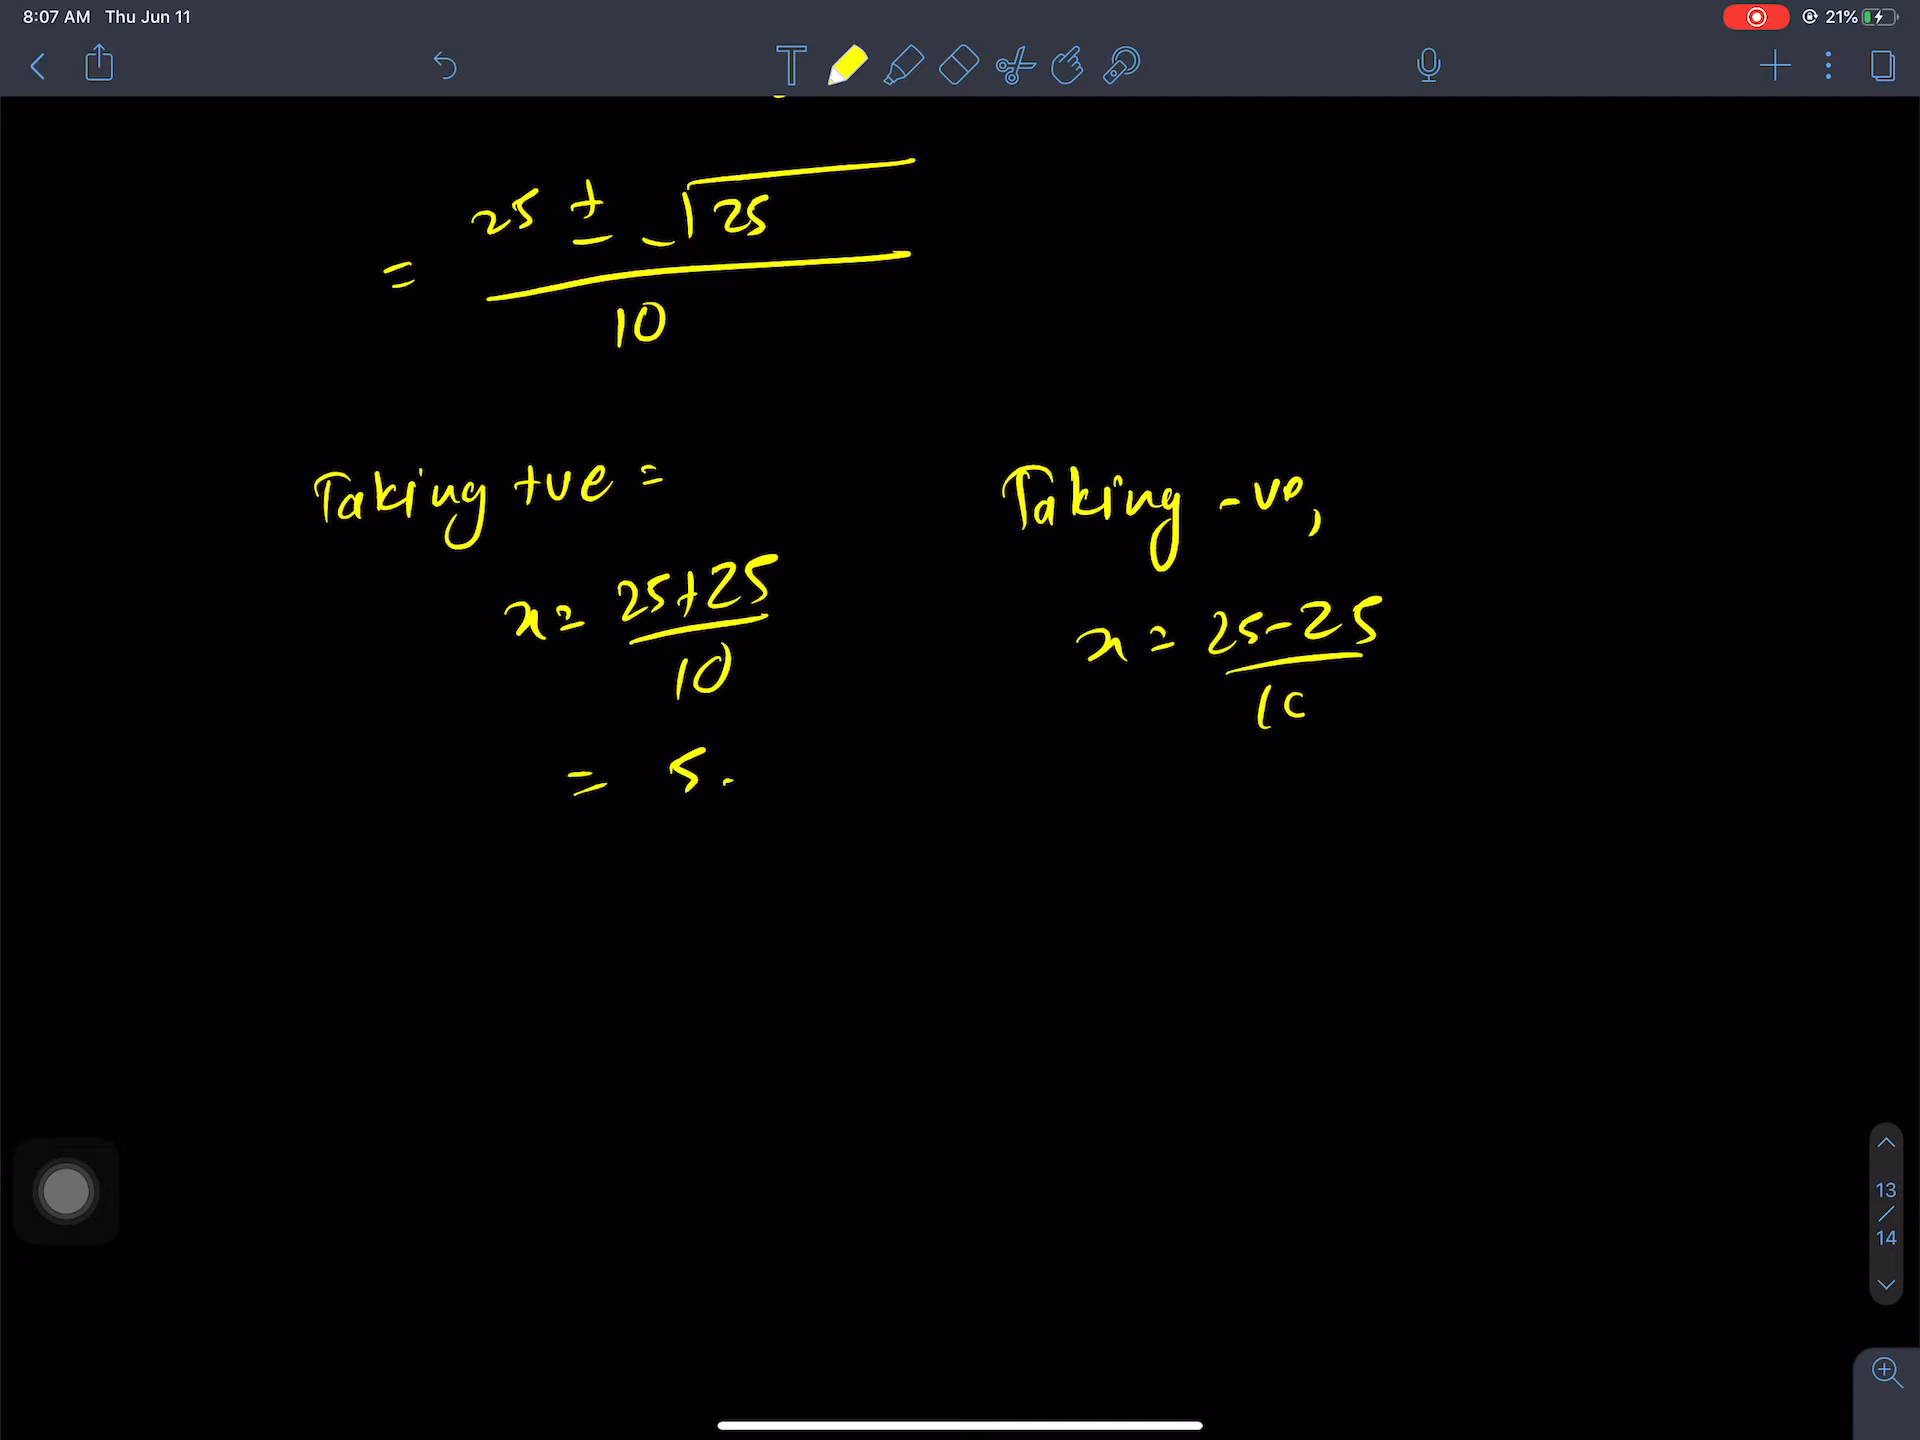 8:07 AM Thu Jun 11
21%
T
= 25 ± √25
10
Taking +ve =
x = 25+25
10
= 5.
Taking -ve,
x = 25-25
10
13
/
14